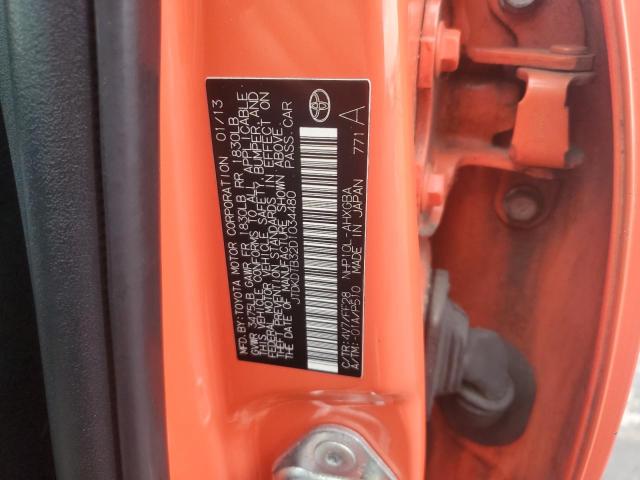 MFD.BY:TOYOTA MOTOR CORPORATION 01/13
GVWR 3475LB GAWR FR 1830LB RR 1830LB
THIS VEHICLE CONFORMS TO ALL APPLICABLE
FEDERAL MOTOR VEHICLE SAFETY, BUMPER, AND
THEFT PREVENTION STANDARDS IN EFFECT ON
THE DATE OF MANUFACTURE SHOWN ABOVE.
JTDKDTB32D1034480 PASS.CAR
C/TR:4V7/FF28 NHP10L-AHXGBA
A/TM:-01A/P510 MADE IN JAPAN 771 A